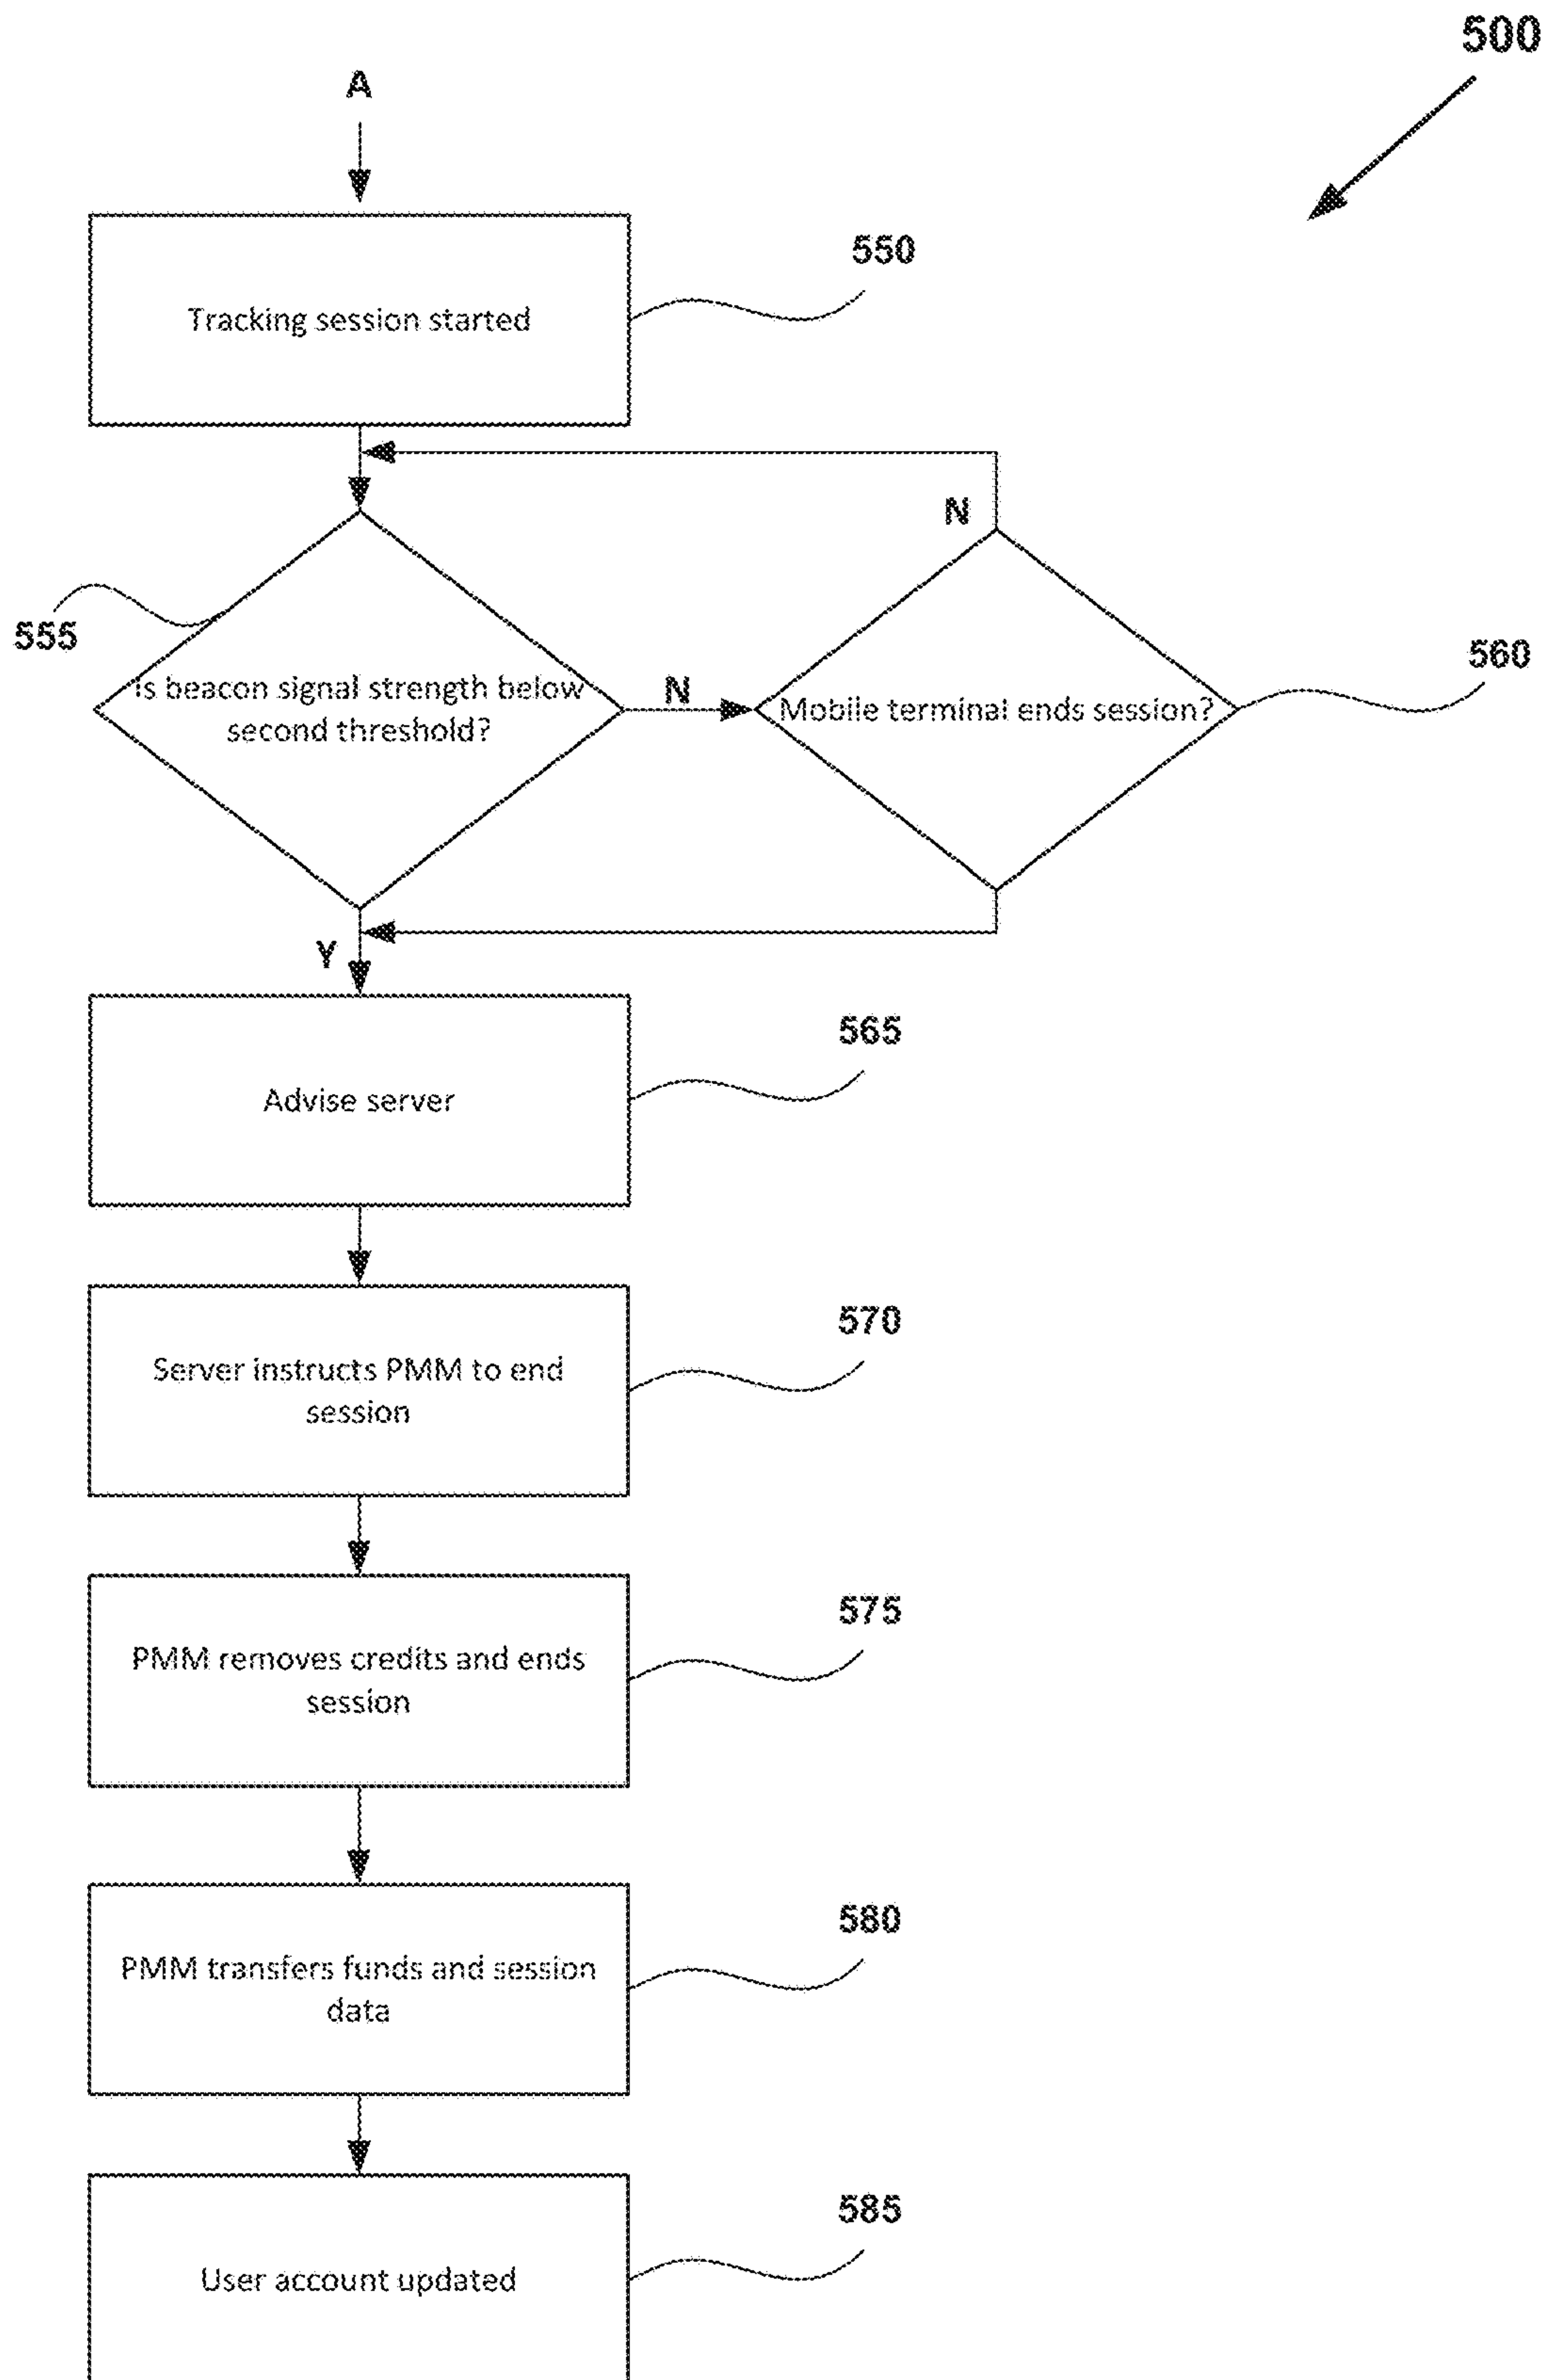 500
A
Tracking session started
550
N
555
Is beacon signal strength below
second threshold?
N
Mobile terminal ends session?
560
Y
Advise server
565
Server instructs PMM to end
session
570
PMM removes credits and ends
session
575
PMM transfers funds and session
data
580
User account updated
585